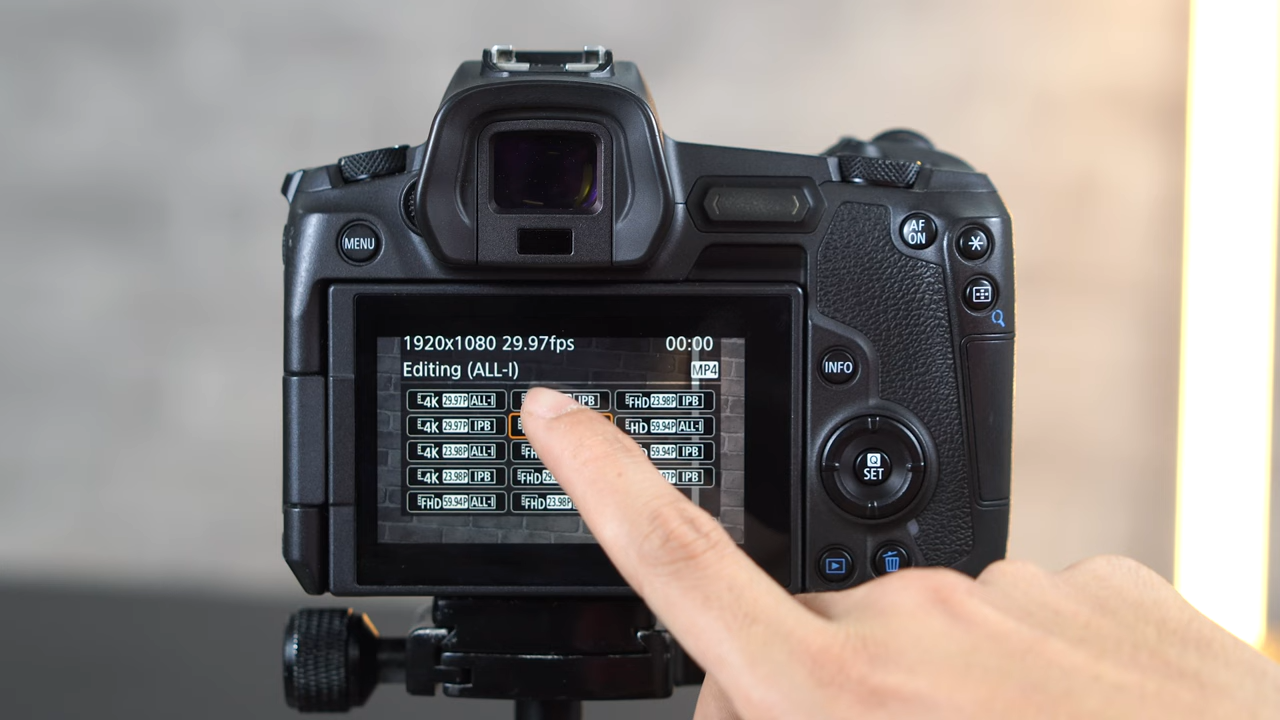 MENU
AF
ON
INFO
Q
SET
1920x1080 29.97fps 00:00
Editing (ALL-I)
MP4
4K 29.97P ALL-I
IPB
FHD 23.98P IPB
4K 29.97P IPB
HD 59.94P ALL-I
4K 23.98P ALL-I
59.94P IPB
4K 23.98P IPB
FHD
IPB
FHD 59.94P ALL-I
FHD 23.98P